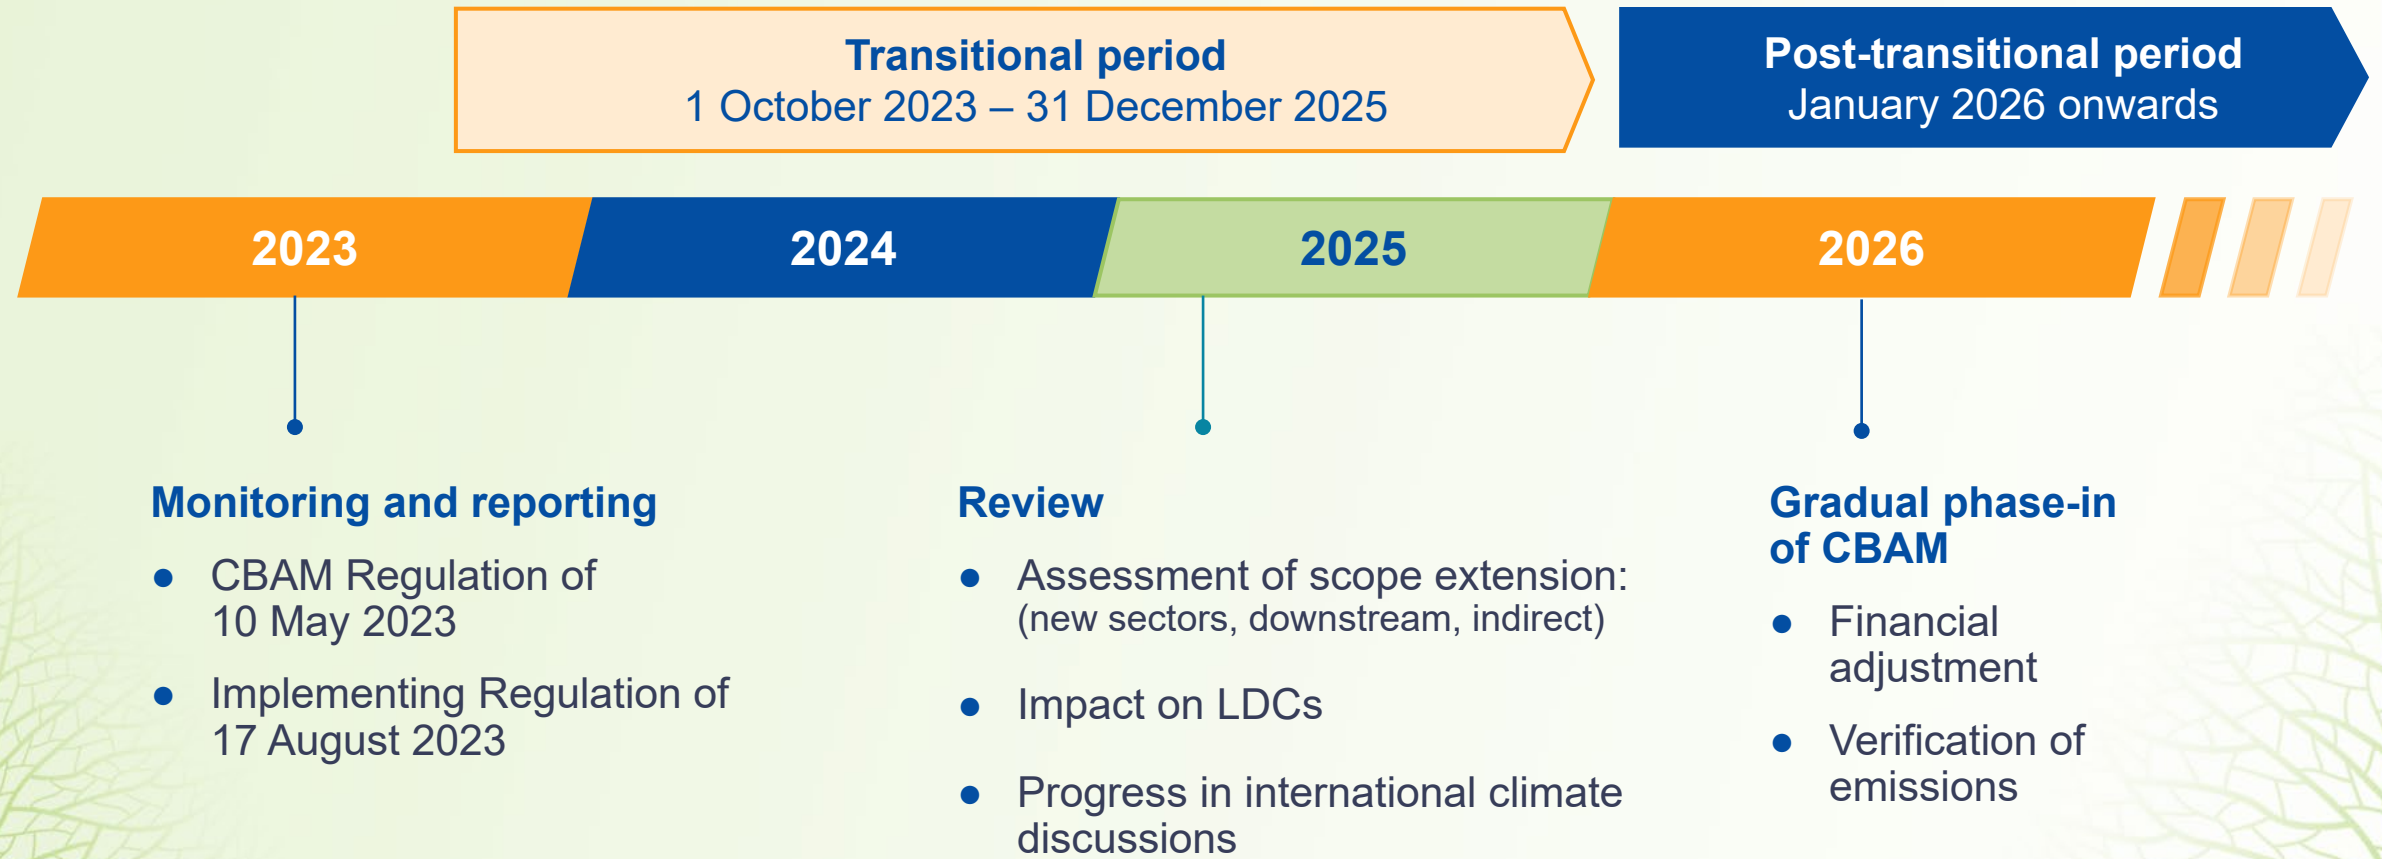 Transitional period
1 October 2023 – 31 December 2025
Post-transitional period
January 2026 onwards
2023
2024
2025
2026
Monitoring and reporting
● CBAM Regulation of
10 May 2023
● Implementing Regulation of
17 August 2023
Review
● Assessment of scope extension:
(new sectors, downstream, indirect)
● Impact on LDCs
● Progress in international climate
discussions
Gradual phase-in
of CBAM
● Financial
adjustment
● Verification of
emissions